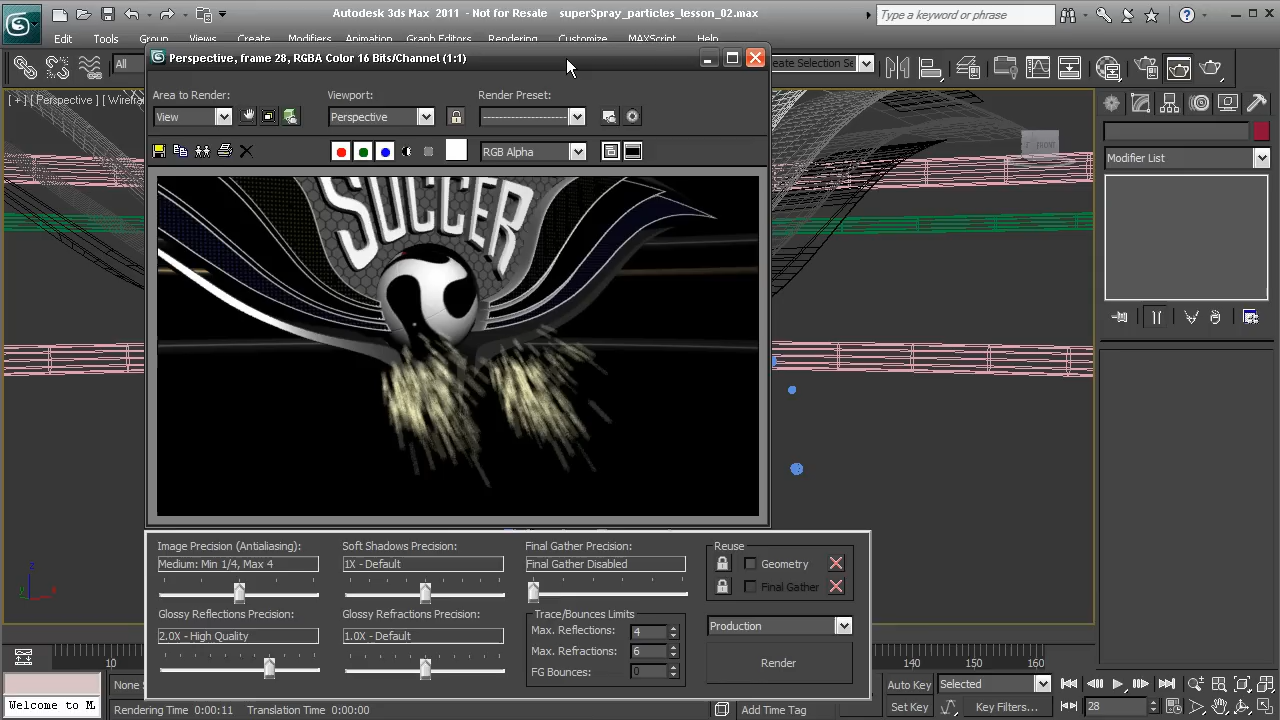 Autodesk 3ds Max 2011 - Not for Resale superSpray_particles_lesson_02.max
Type a keyword or phrase
Edit Tools Group Views Create Modifiers Animation Graph Editors Rendering Customize MAXScript Help
All
Perspective, frame 28, RGBA Color 16 Bits/Channel (1:1)
eate Selection Se
[ + ] [ Perspective ] [ Wirefr
Area to Render: Viewport: Render Preset:
View Perspective
RGB Alpha
Modifier List
SOCCER
Image Precision (Antialiasing): Soft Shadows Precision: Final Gather Precision: Reuse
Medium: Min 1/4, Max 4 1X - Default Final Gather Disabled Geometry
Final Gather
Glossy Reflections Precision: Glossy Refractions Precision: Trace/Bounces Limits
2.0X - High Quality 1.0X - Default Max. Reflections: 4 Production
Max. Refractions: 6 Render
FG Bounces: 0
10 140 150 160
None S Auto Key Selected
Welcome to M. Rendering Time 0:00:11 Translation Time 0:00:00 Add Time Tag Set Key Key Filters... 28
z
y x